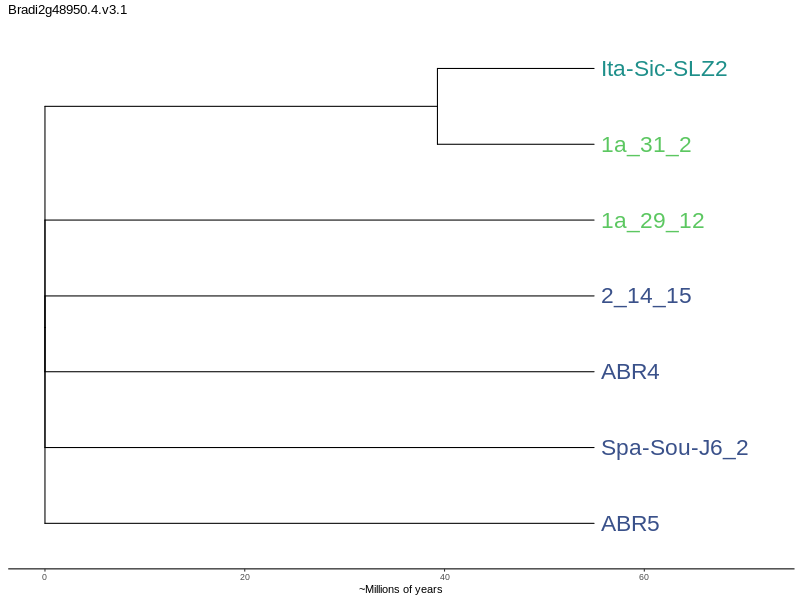 Bradi2g48950.4.v3.1
Ita-Sic-SLZ2
1a_31_2
1a_29_12
2_14_15
ABR4
Spa-Sou-J6_2
ABR5
0 20 40 60
~Millions of years